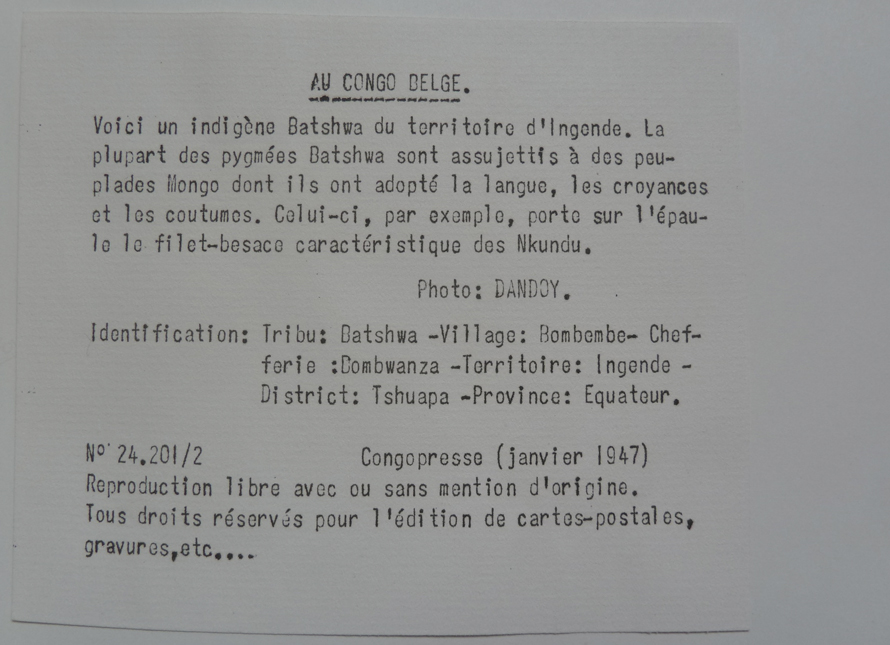 AU CONGO BELGE.
Voici un indigène Batshwa du territoire d'Ingende. La
plupart des pygmées Batshwa sont assujettis à des peu-
plades Mongo dont ils ont adopté la langue, les croyances
et les coutumes. Celui-ci, par exemple, porte sur l'épau-
le le filet-besace caractéristique des Nkundu.
Photo: DANDOY.
Identification: Tribu: Batshwa -Village: Bombembe- Chef-
ferie :Bombwanza -Territoire: Ingende -
District: Tshuapa -Province: Equateur.
N° 24.201/2 Congopresse (janvier 1947)
Reproduction libre avec ou sans mention d'origine.
Tous droits réservés pour l'édition de cartes-postales,
gravures,etc....